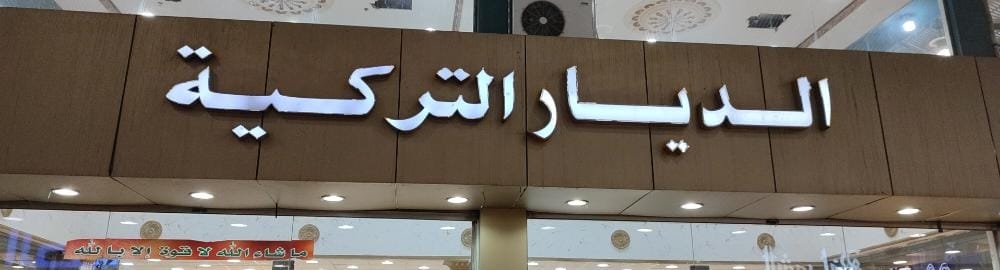 الديار التركية
ما شاء الله لا قوة الا بالله